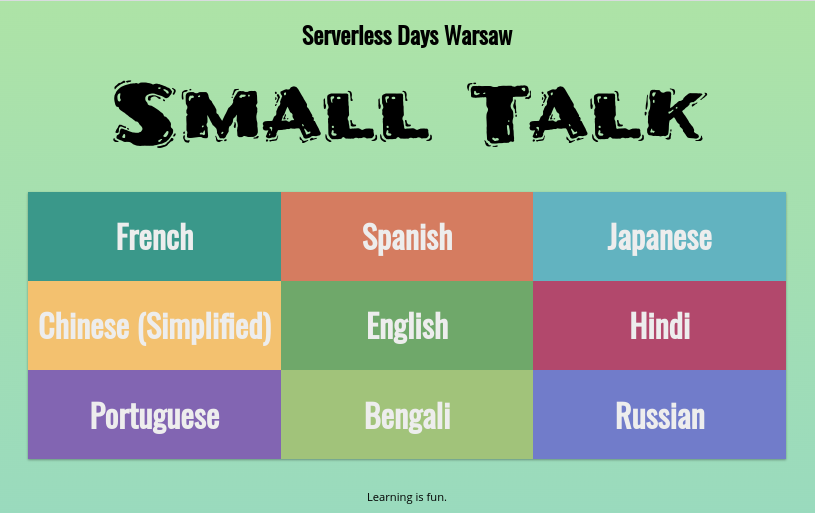 Serverless Days Warsaw
Small Talk
French
Spanish
Japanese
Chinese (Simplified)
English
Hindi
Portuguese
Bengali
Russian
Learning is fun.